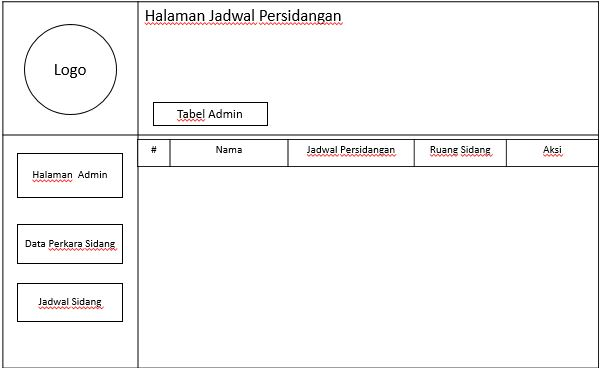 Logo
Halaman Jadwal Persidangan
Tabel Admin
Halaman Admin
Data Perkara Sidang
Jadwal Sidang
# Nama Jadwal Persidangan Ruang Sidang Aksi